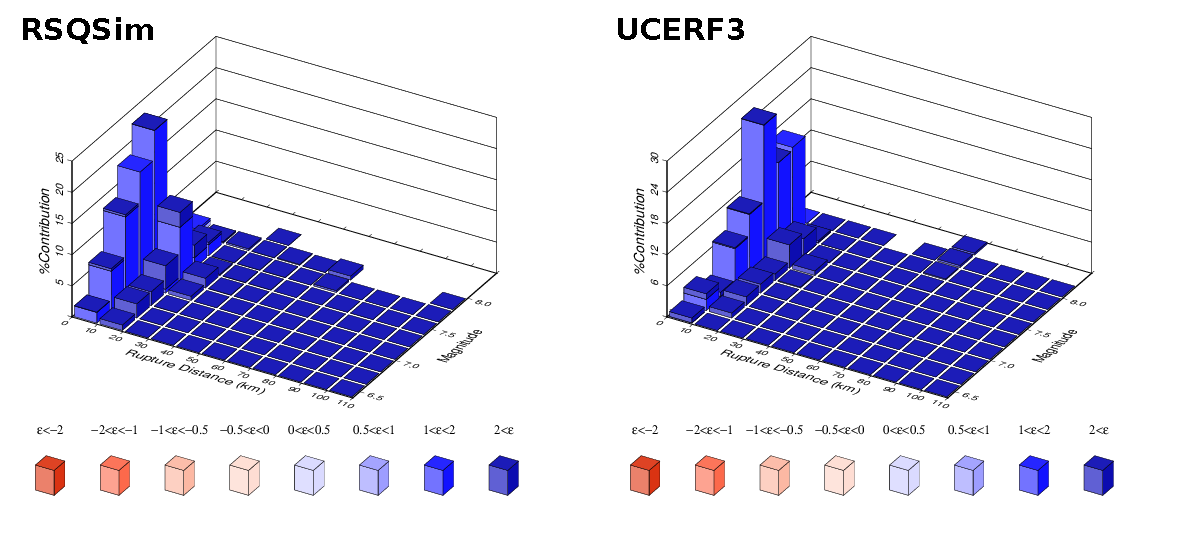 RSQSim
UCERF3
%Contribution
5
10
15
20
25
0
10
20
30
40
50
60
70
80
90
100
110
Rupture Distance (km)
6.5
7.0
7.5
8.0
Magnitude
ε<−2
−2<ε<−1
−1<ε<−0.5
−0.5<ε<0
0<ε<0.5
0.5<ε<1
1<ε<2
2<ε
%Contribution
6
12
18
24
30
0
10
20
30
40
50
60
70
80
90
100
110
Rupture Distance (km)
6.5
7.0
7.5
8.0
Magnitude
ε<−2
−2<ε<−1
−1<ε<−0.5
−0.5<ε<0
0<ε<0.5
0.5<ε<1
1<ε<2
2<ε